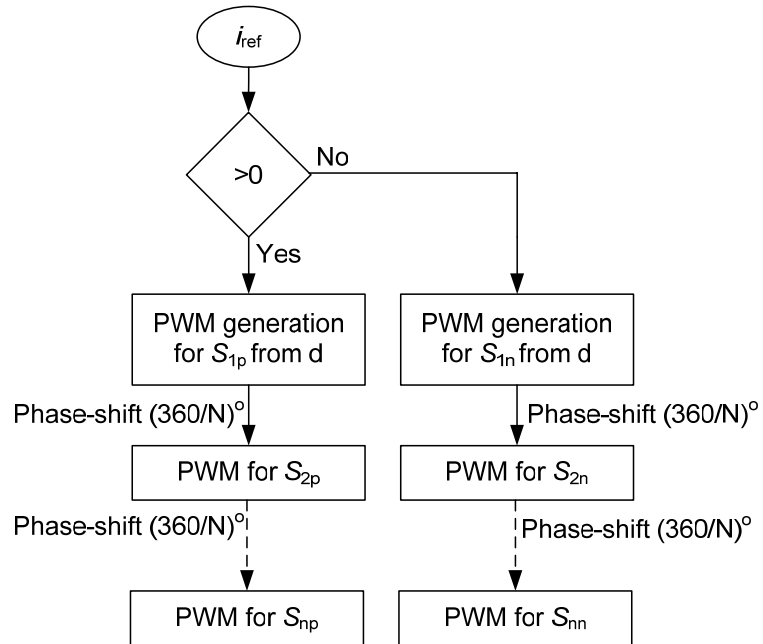 iref
>0
No
Yes
PWM generation
for S1p from d
PWM generation
for S1n from d
Phase-shift (360/N)o
Phase-shift (360/N)o
PWM for S2p
PWM for S2n
Phase-shift (360/N)o
Phase-shift (360/N)o
PWM for Snp
PWM for Snn